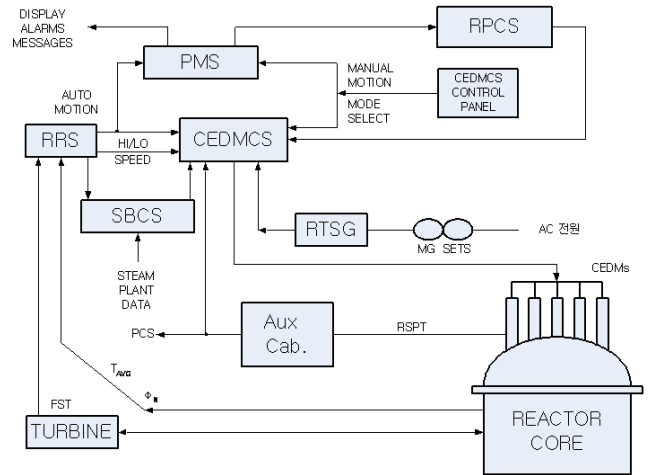 DISPLAY
ALARMS
MESSAGES
PMS
RPCS
MANUAL
MOTION
MODE
SELECT
CEDMCS
CONTROL
PANEL
AUTO
MOTION
RRS
HI/LO
SPEED
CEDMCS
SBCS
RTSG
MG SETS
AC 전원
STEAM
PLANT
DATA
CEDMs
PCS
Aux
Cab.
RSPT
TAVG
ΦN
FST
TURBINE
REACTOR
CORE